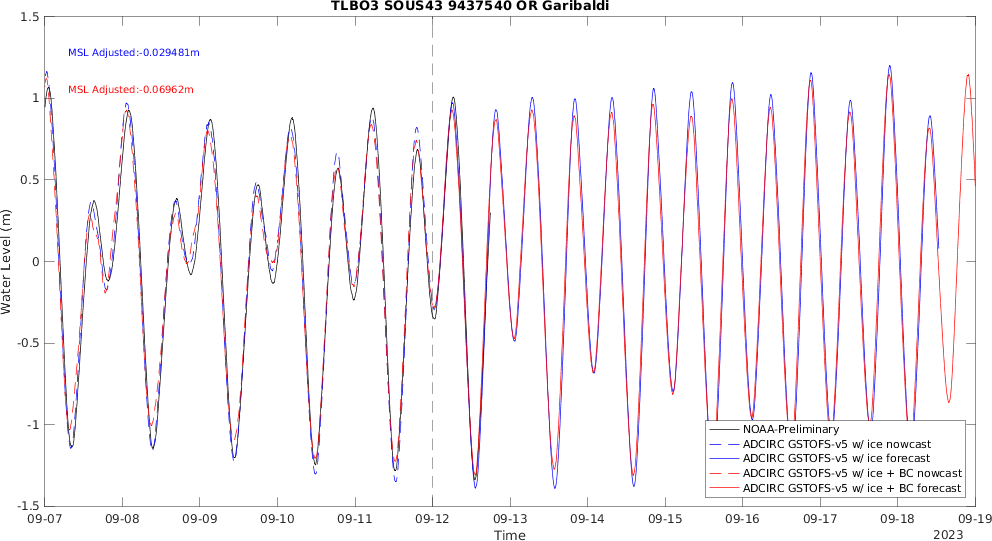 TLBO3 SOUS43 9437540 OR Garibaldi
1.5
MSL Adjusted:-0.029481m
MSL Adjusted:-0.06962m
1
0.5
0
-0.5
-1
-1.5
Water Level (m)
NOAA-Preliminary
ADCIRC GSTOFS-v5 w/ ice nowcast
ADCIRC GSTOFS-v5 w/ ice forecast
ADCIRC GSTOFS-v5 w/ ice + BC nowcast
ADCIRC GSTOFS-v5 w/ ice + BC forecast
09-07 09-08 09-09 09-10 09-11 09-12 09-13 09-14 09-15 09-16 09-17 09-18 09-19
Time
2023